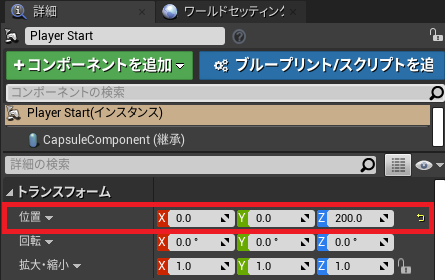 詳細 ワールドセッティング
Player Start
+コンポーネントを追加 ブループリント/スクリプトを追
コンポーネントの検索
Player Start(インスタンス)
CapsuleComponent (継承)
詳細の検索
トランスフォーム
位置 X 0.0 Y 0.0 Z 200.0
回転 X 0.0 ° Y 0.0 ° Z 0.0 °
拡大・縮小 X 1.0 Y 1.0 Z 1.0